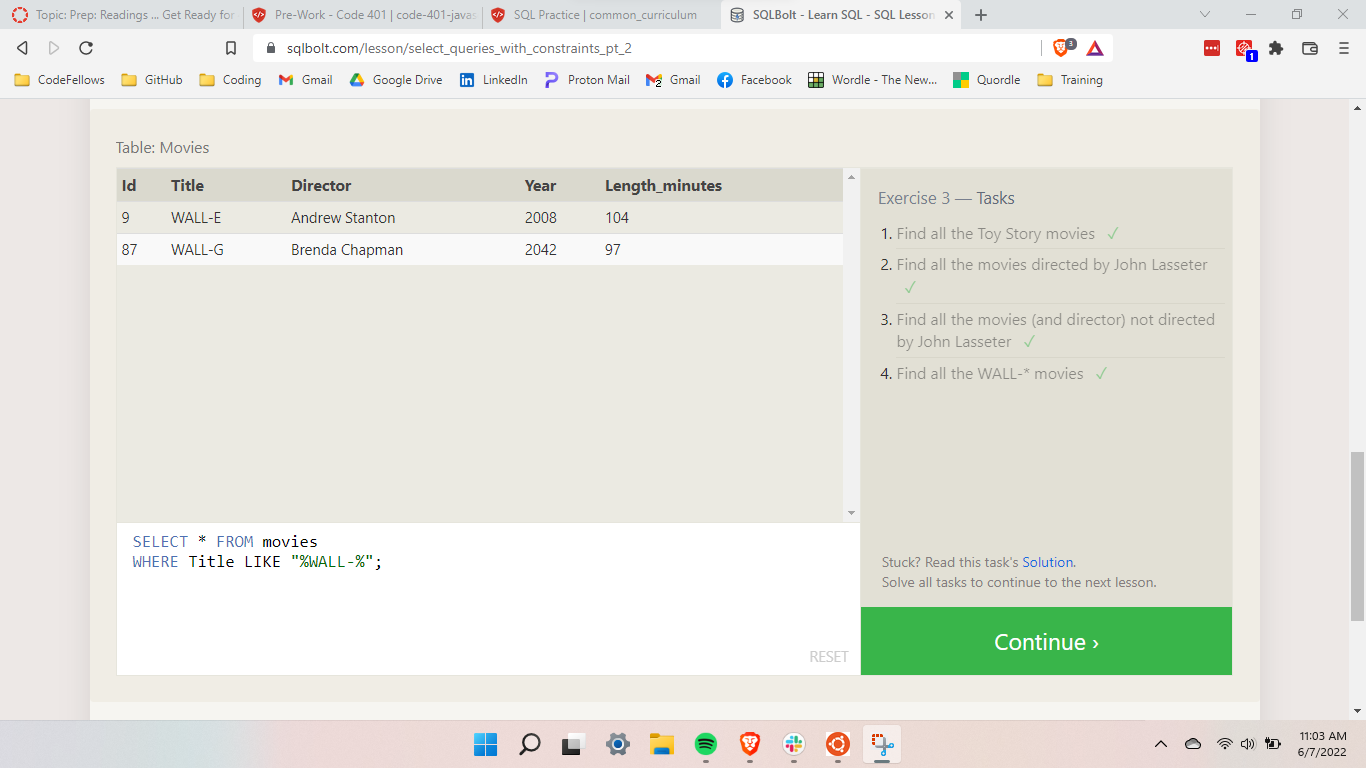 Topic: Prep: Readings ... Get Ready for
Pre-Work - Code 401 | code-401-javas
SQL Practice | common_curriculum
SQLBolt - Learn SQL - SQL Lesson
sqlbolt.com/lesson/select_queries_with_constraints_pt_2
3
1
CodeFellows
GitHub
Coding
Gmail
Google Drive
LinkedIn
Proton Mail
2
Gmail
Facebook
Wordle - The New...
Quordle
Training
Table: Movies
Id Title Director Year Length_minutes
9 WALL-E Andrew Stanton 2008 104
87 WALL-G Brenda Chapman 2042 97
SELECT * FROM movies
WHERE Title LIKE "%WALL-%";
RESET
Exercise 3 — Tasks
1. Find all the Toy Story movies ✓
2. Find all the movies directed by John Lasseter
✓
3. Find all the movies (and director) not directed
by John Lasseter ✓
4. Find all the WALL-* movies ✓
Stuck? Read this task's Solution.
Solve all tasks to continue to the next lesson.
Continue ›
11:03 AM
6/7/2022